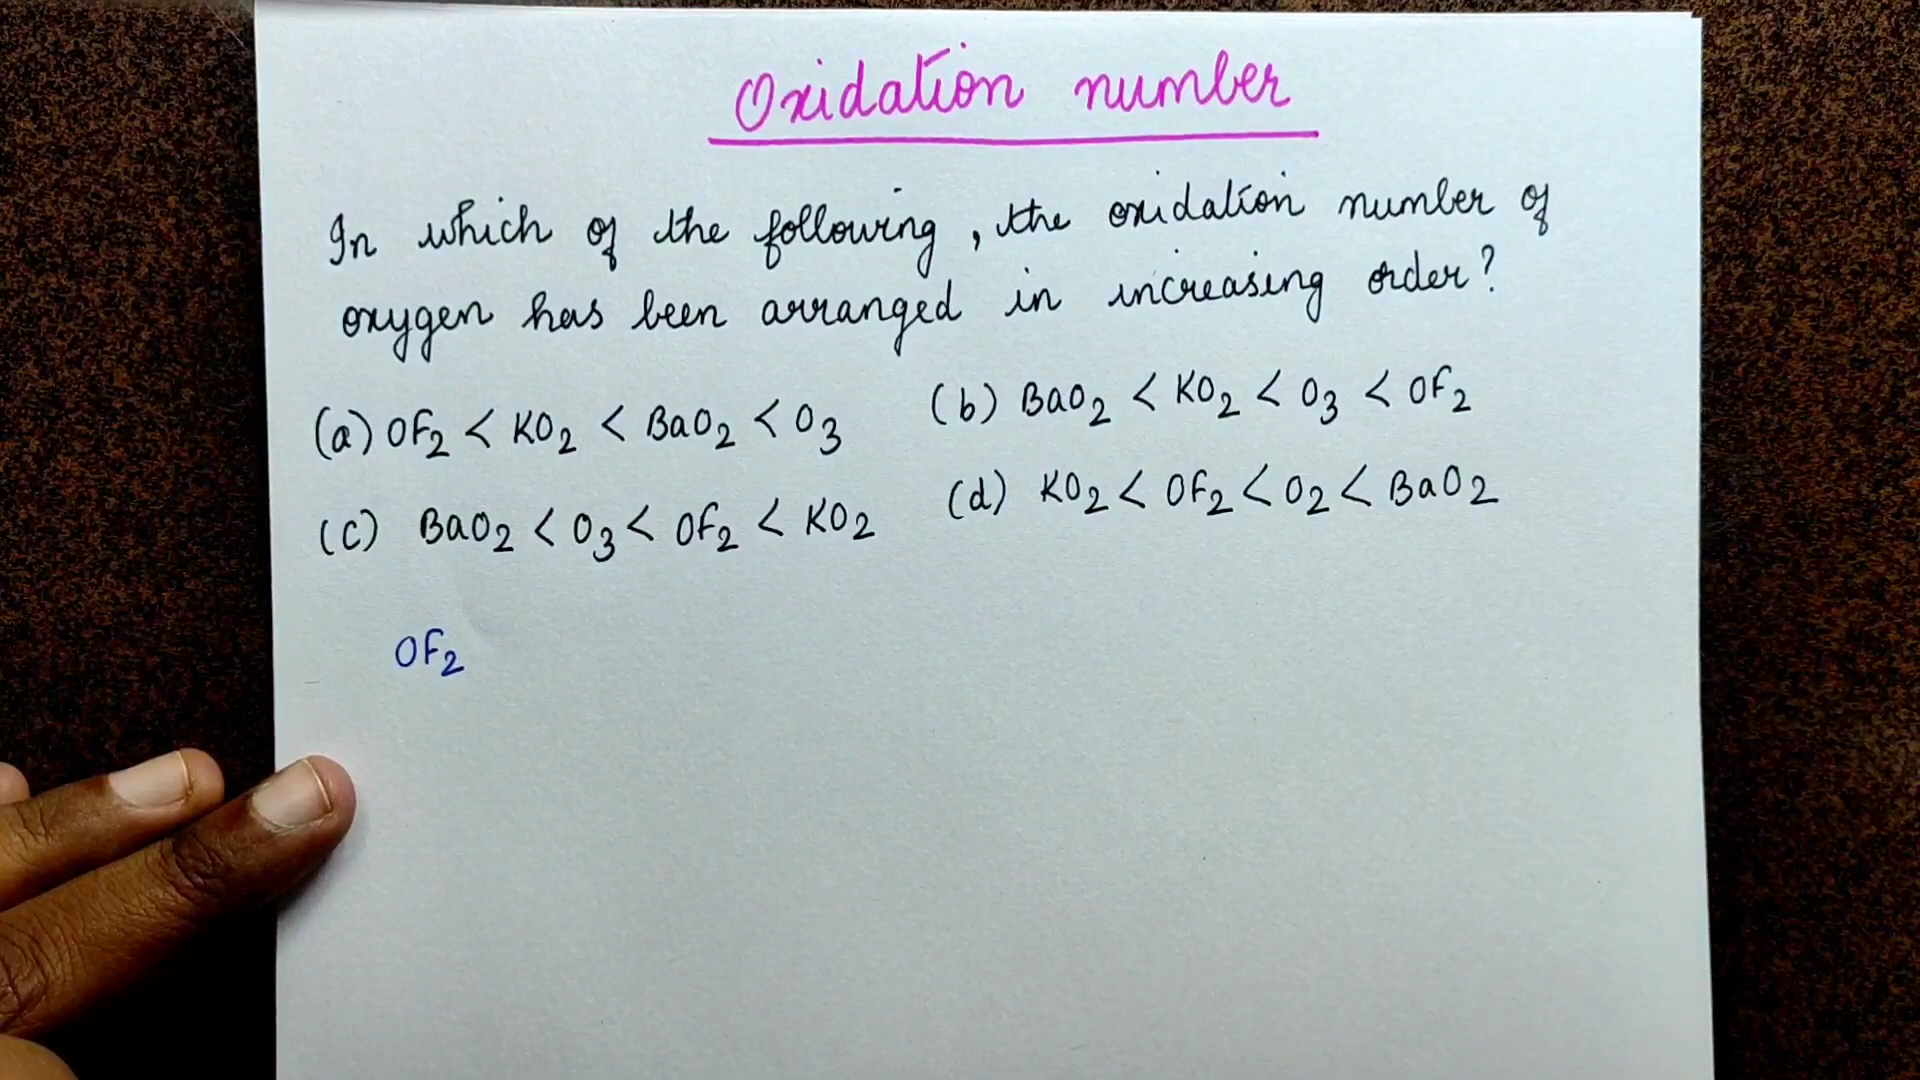 Oxidation number
In which of the following, the oxidation number of
oxygen has been arranged in increasing order?
(a) OF₂ < KO₂ < BaO₂ < O₃
(b) BaO₂ < KO₂ < O₃ < OF₂
(c) BaO₂ < O₃ < OF₂ < KO₂
(d) KO₂ < OF₂ < O₂ < BaO₂
OF₂